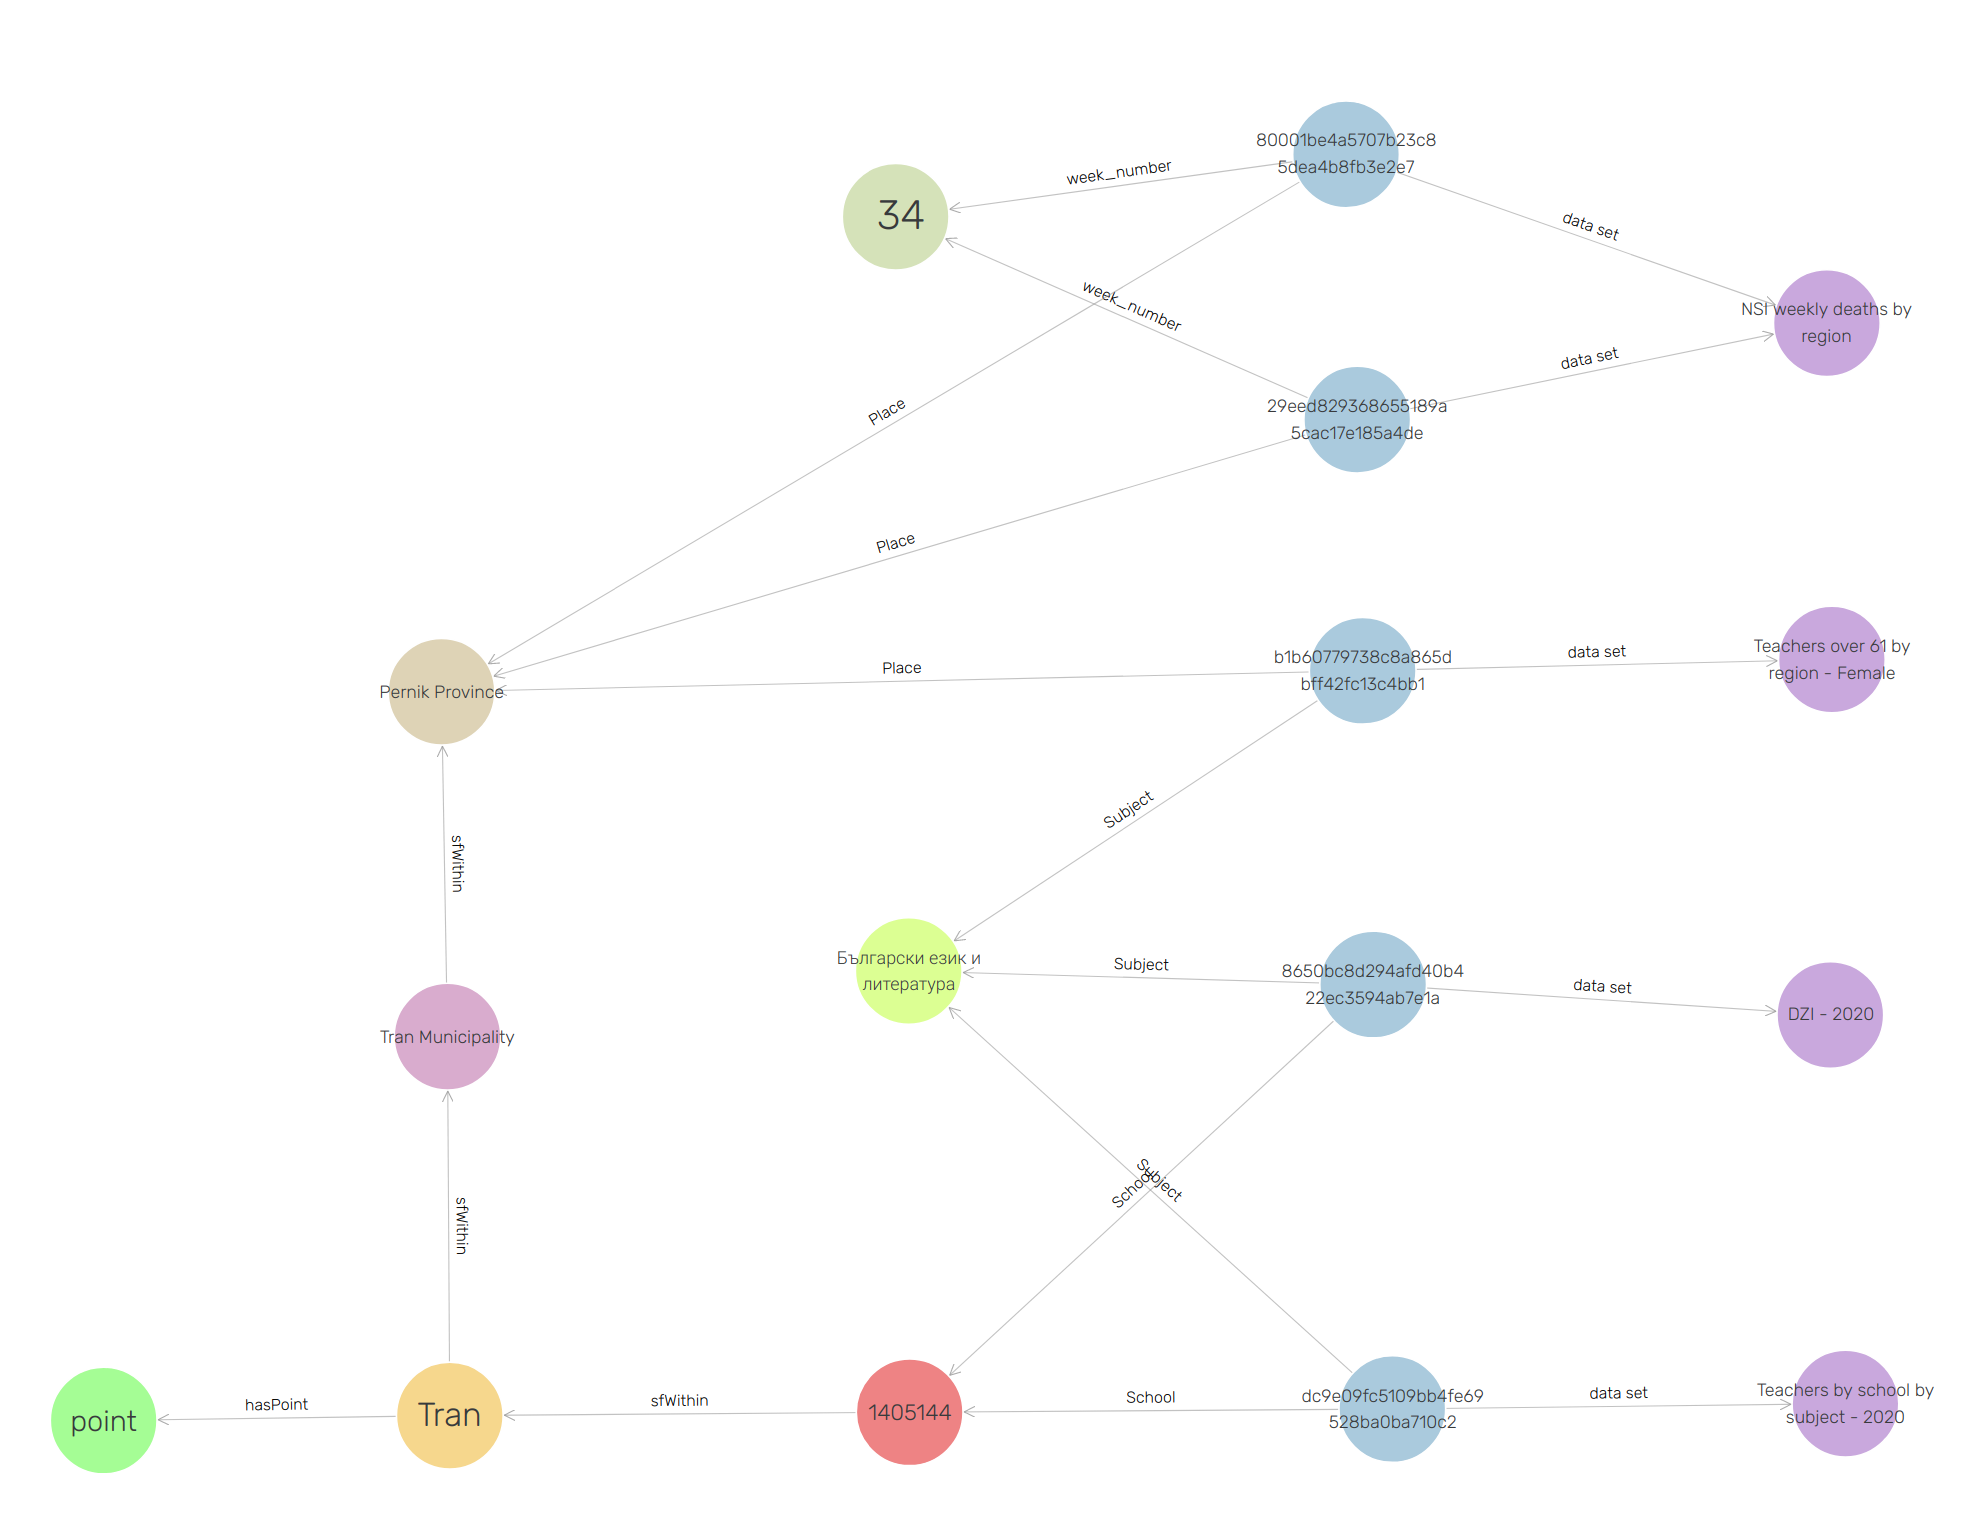 80001be4a5707b23c8
5dea4b8fb3e2e7
week_number
34
data set
week_number
NSI weekly deaths by
region
data set
29eed829368655189a
5cac17e185a4de
Place
Place
b1b60779738c8a865d
bff42fc13c4bb1
data set
Teachers over 61 by
region - Female
Place
Pernik Province
Subject
sfWithin
Български език и
литература
Subject
8650bc8d294afd40b4
22ec3594ab7e1a
data set
DZI - 2020
Tran Municipality
Subject
School
sfWithin
point
hasPoint
Tran
sfWithin
1405144
School
dc9e09fc5109bb4fe69
528ba0ba710c2
data set
Teachers by school by
subject - 2020